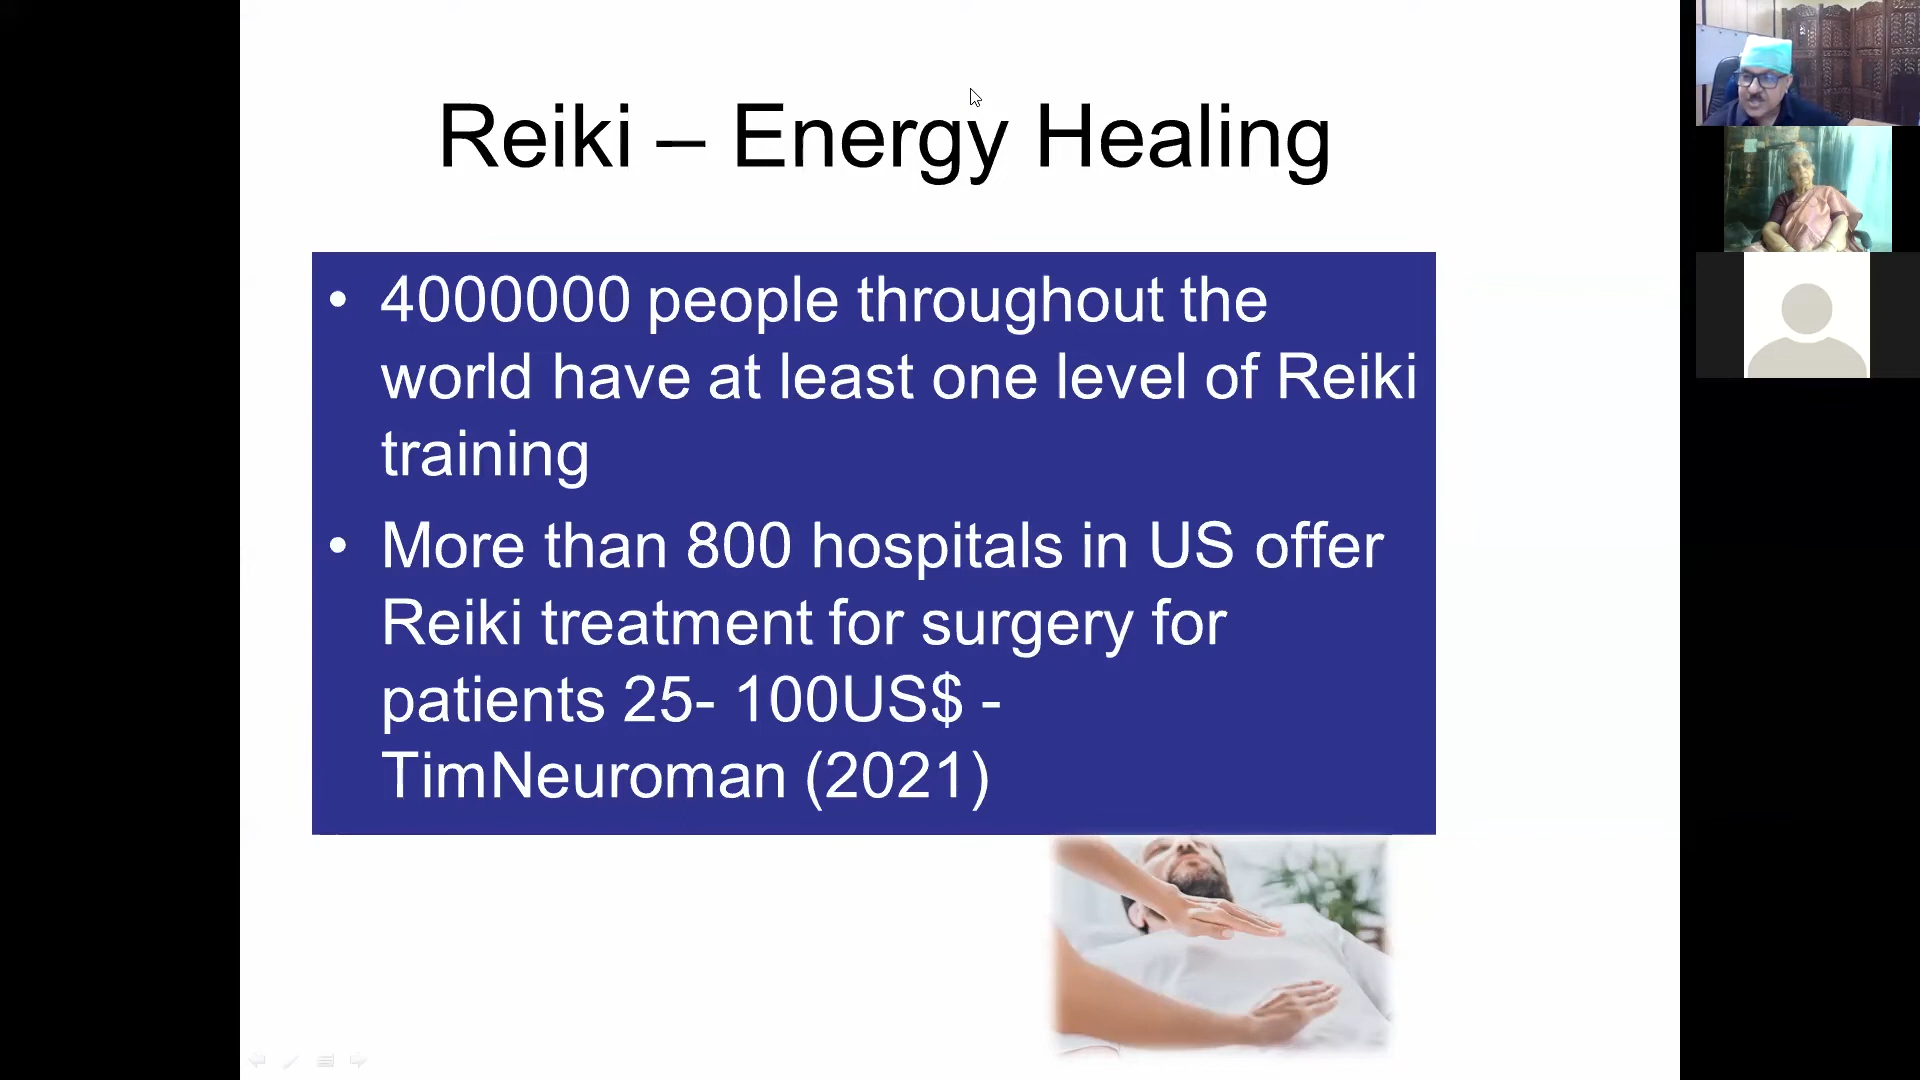 Reiki – Energy Healing
• 4000000 people throughout the
world have at least one level of Reiki
training
• More than 800 hospitals in US offer
Reiki treatment for surgery for
patients 25- 100US$ -
TimNeuroman (2021)